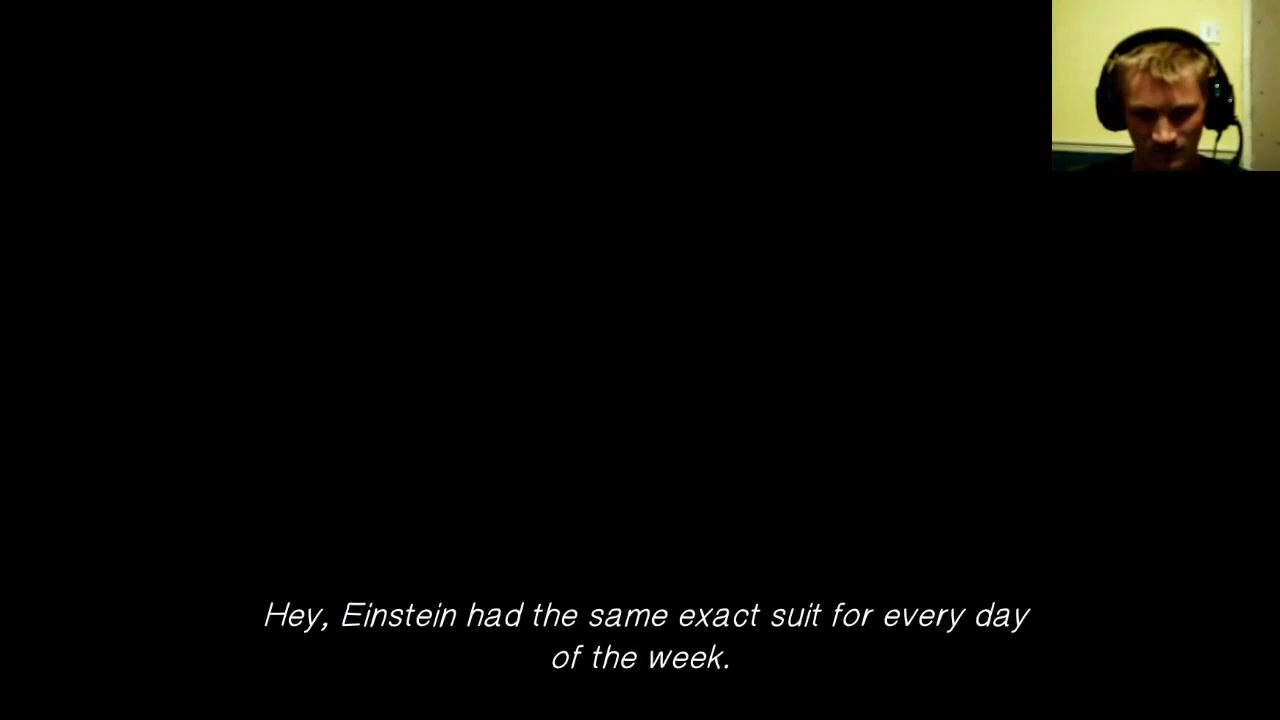 Hey, Einstein had the same exact suit for every day
of the week.